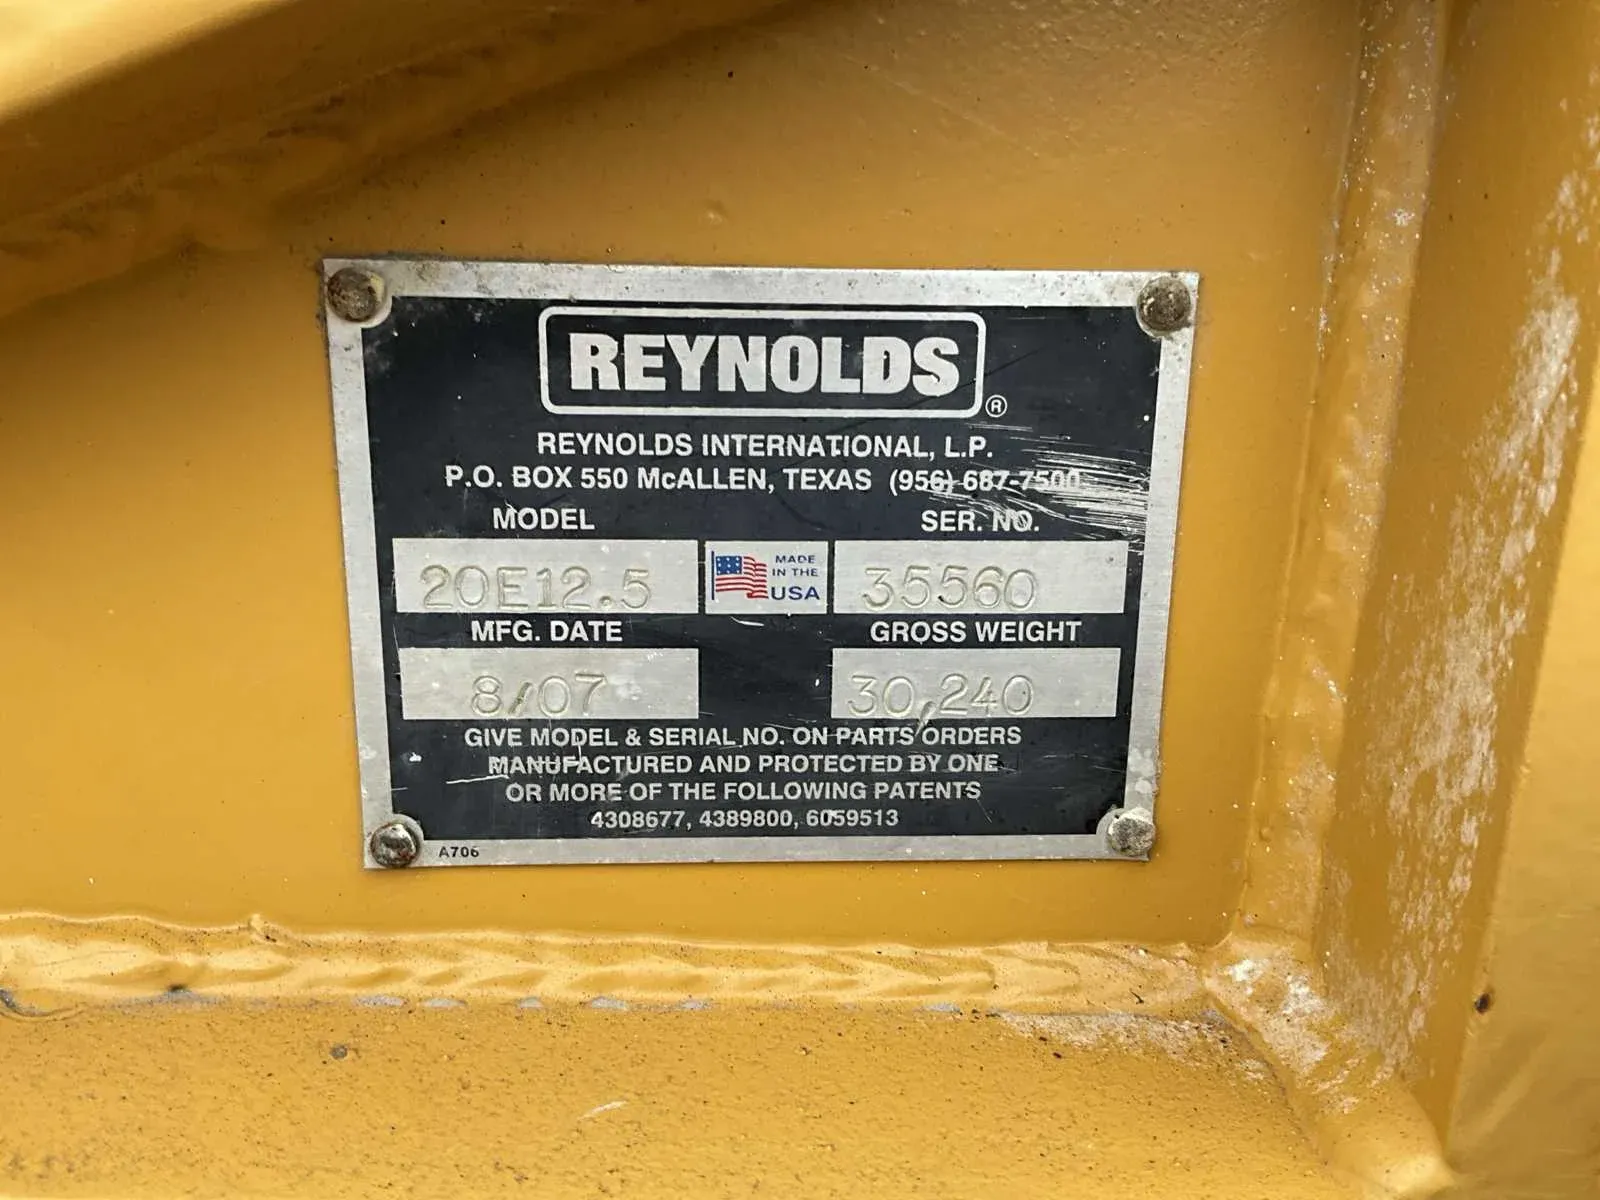 REYNOLDS ®
REYNOLDS INTERNATIONAL, L.P.
P.O. BOX 550 McALLEN, TEXAS (956) 687-7500
MODEL SER. NO.
20E12.5 MADE IN THE USA 35560
MFG. DATE GROSS WEIGHT
8/07 30,240
GIVE MODEL & SERIAL NO. ON PARTS ORDERS
MANUFACTURED AND PROTECTED BY ONE
OR MORE OF THE FOLLOWING PATENTS
4308677, 4389800, 6059513
A706